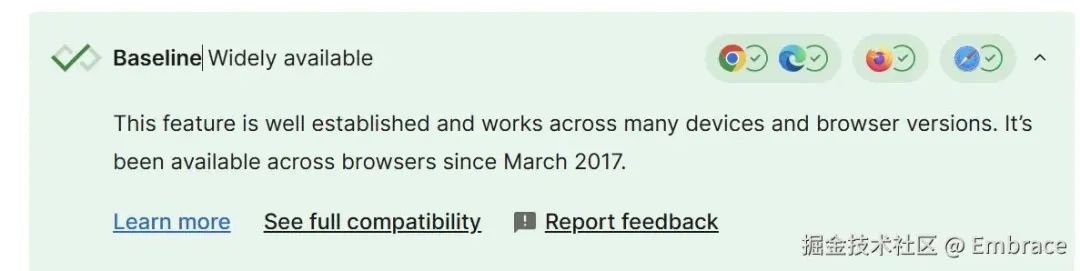 Baseline Widely available
This feature is well established and works across many devices and browser versions. It’s
been available across browsers since March 2017.
Learn more See full compatibility Report feedback
掘金技术社区 @ Embrace